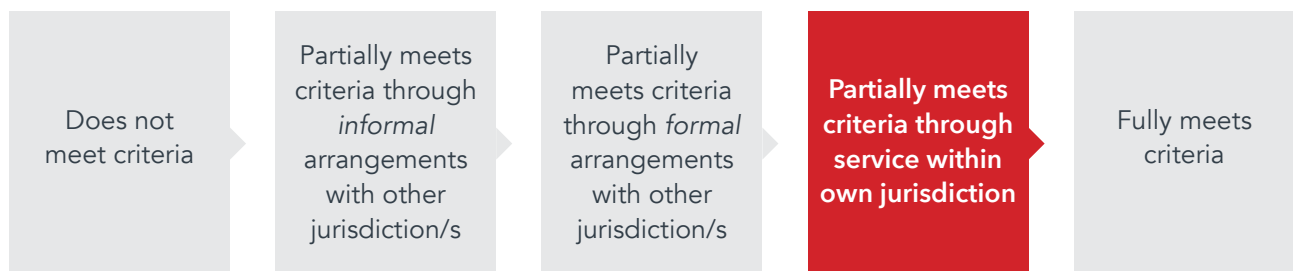 Does not
meet criteria
Partially meets
criteria through
informal
arrangements
with other
jurisdiction/s
Partially
meets criteria
through formal
arrangements
with other
jurisdiction/s
Partially meets
criteria through
service within
own jurisdiction
Fully meets
criteria